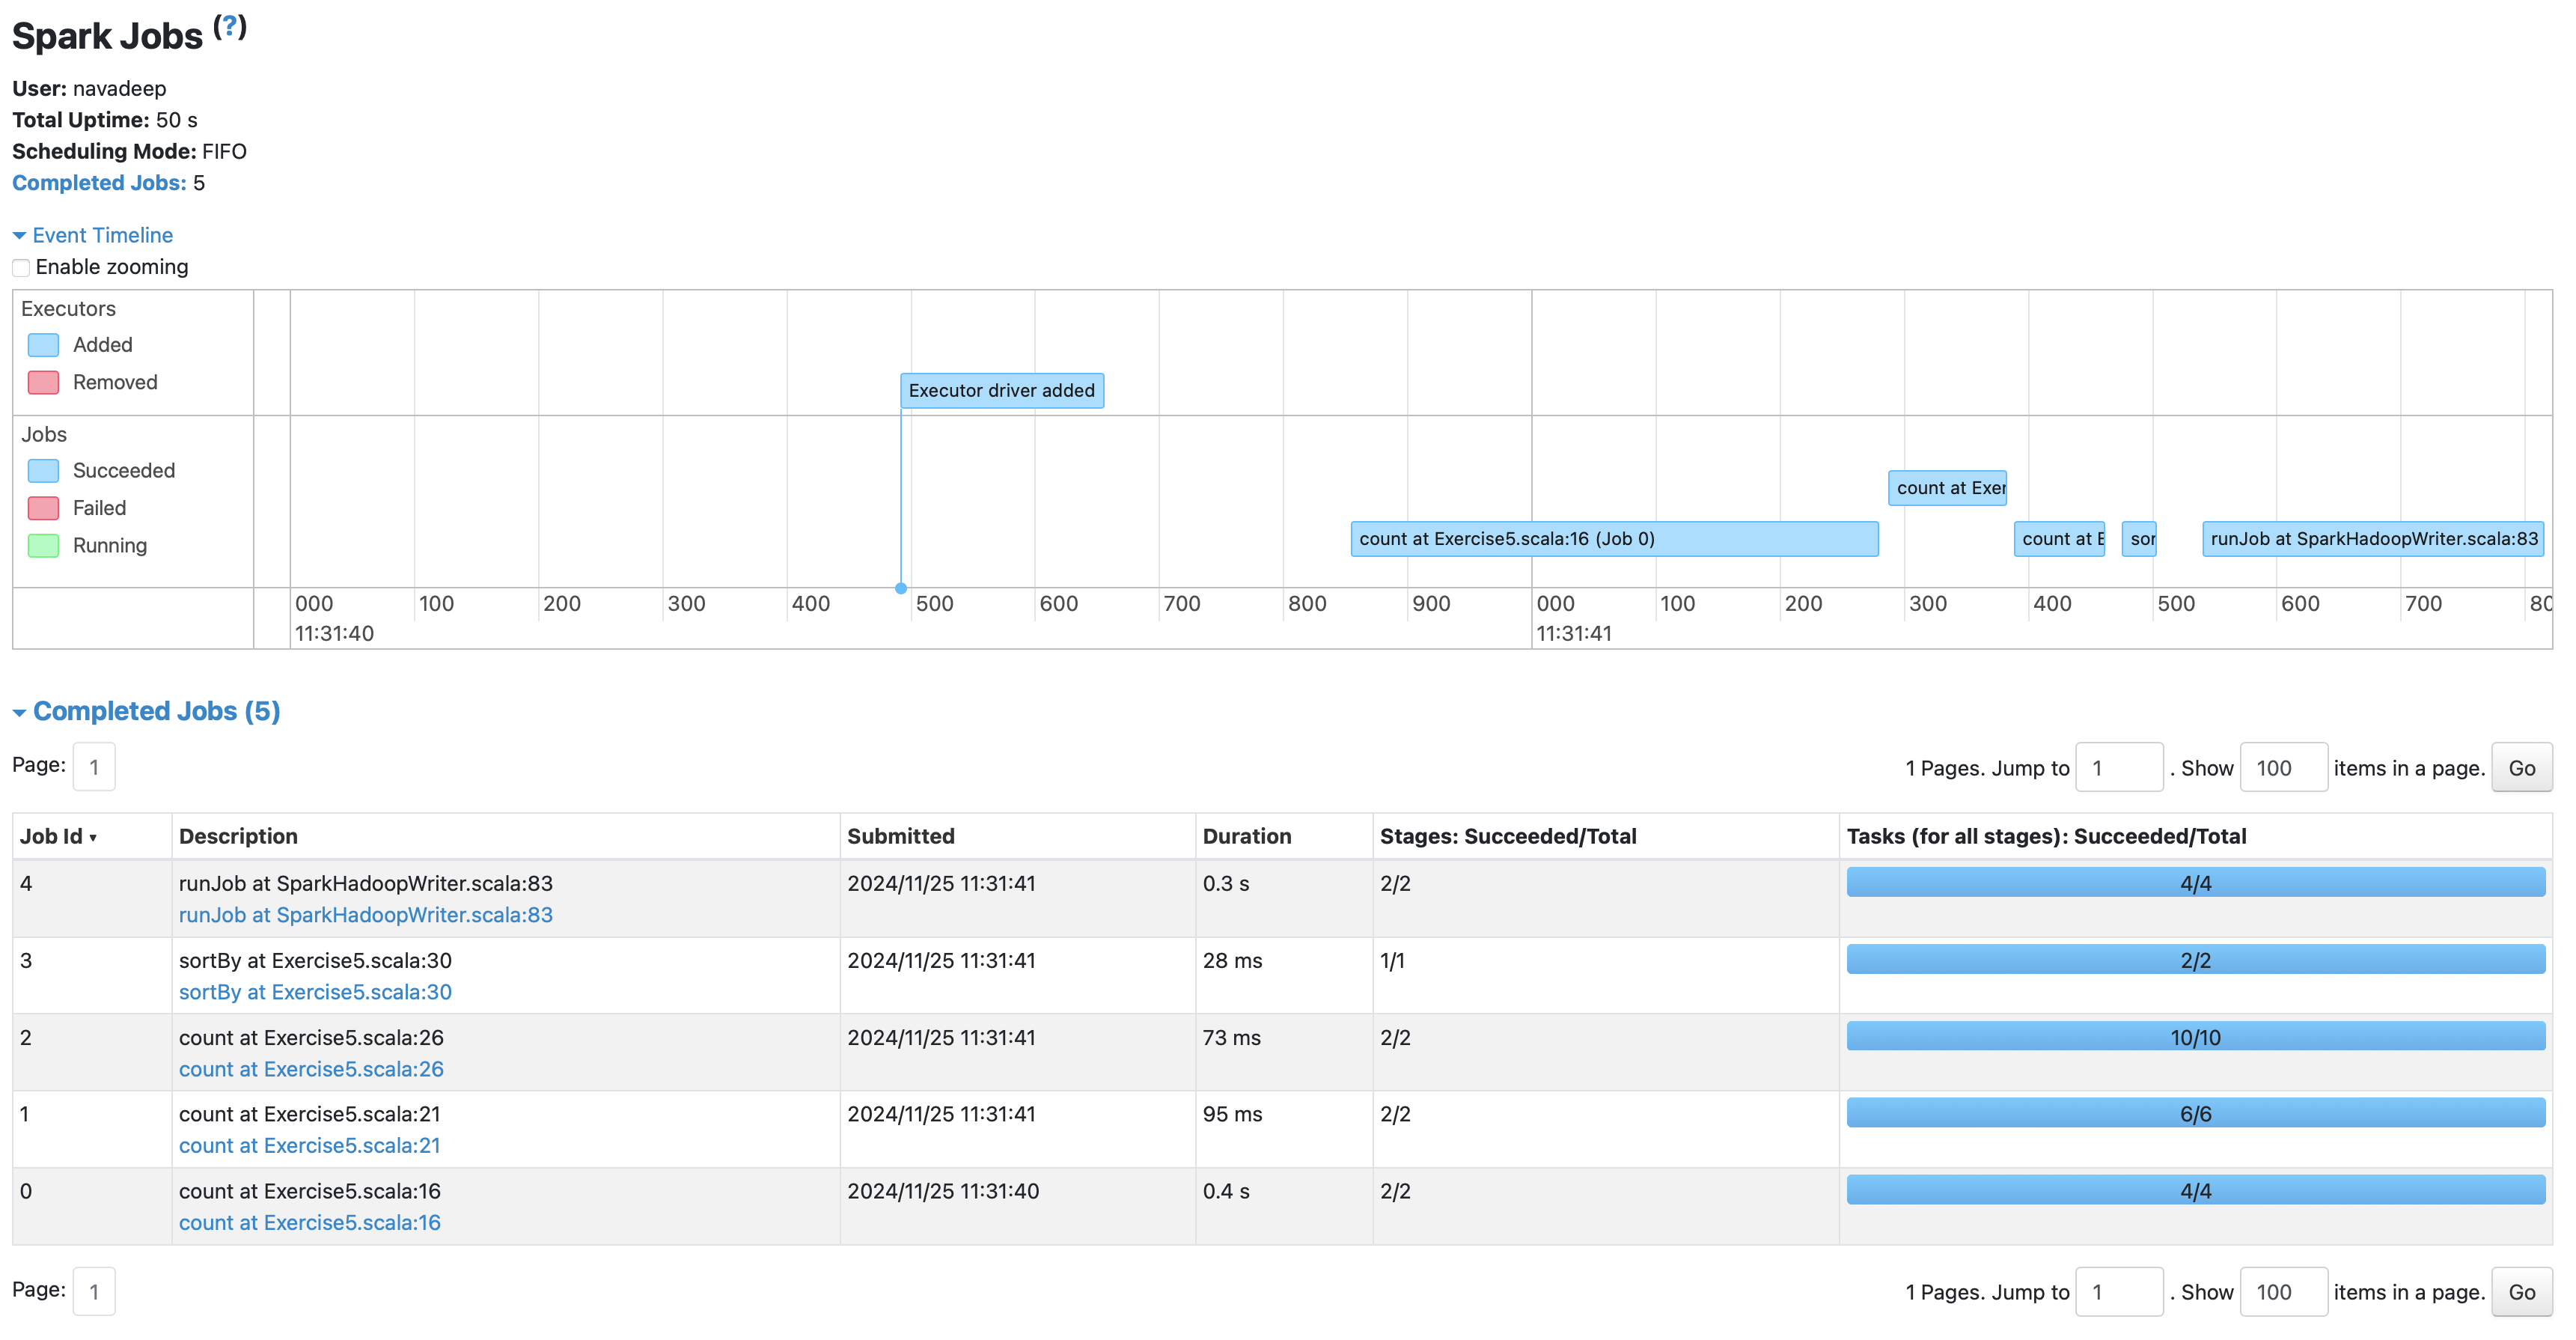 Spark Jobs (?)
User: navadeep
Total Uptime: 50 s
Scheduling Mode: FIFO
Completed Jobs: 5
Event Timeline
Enable zooming
Executors
Added
Removed
Executor driver added
Jobs
Succeeded
Failed
Running
count at Exer
count at Exercise5.scala:16 (Job 0)
count at E
sor
runJob at SparkHadoopWriter.scala:83
000 100 200 300 400 500 600 700 800 900 000 100 200 300 400 500 600 700 80
11:31:40 11:31:41
Completed Jobs (5)
Page: 1
1 Pages. Jump to 1 . Show 100 items in a page. Go
Job Id ▾ Description Submitted Duration Stages: Succeeded/Total Tasks (for all stages): Succeeded/Total
4 runJob at SparkHadoopWriter.scala:83 2024/11/25 11:31:41 0.3 s 2/2 4/4
runJob at SparkHadoopWriter.scala:83
3 sortBy at Exercise5.scala:30 2024/11/25 11:31:41 28 ms 1/1 2/2
sortBy at Exercise5.scala:30
2 count at Exercise5.scala:26 2024/11/25 11:31:41 73 ms 2/2 10/10
count at Exercise5.scala:26
1 count at Exercise5.scala:21 2024/11/25 11:31:41 95 ms 2/2 6/6
count at Exercise5.scala:21
0 count at Exercise5.scala:16 2024/11/25 11:31:40 0.4 s 2/2 4/4
count at Exercise5.scala:16
Page: 1
1 Pages. Jump to 1 . Show 100 items in a page. Go